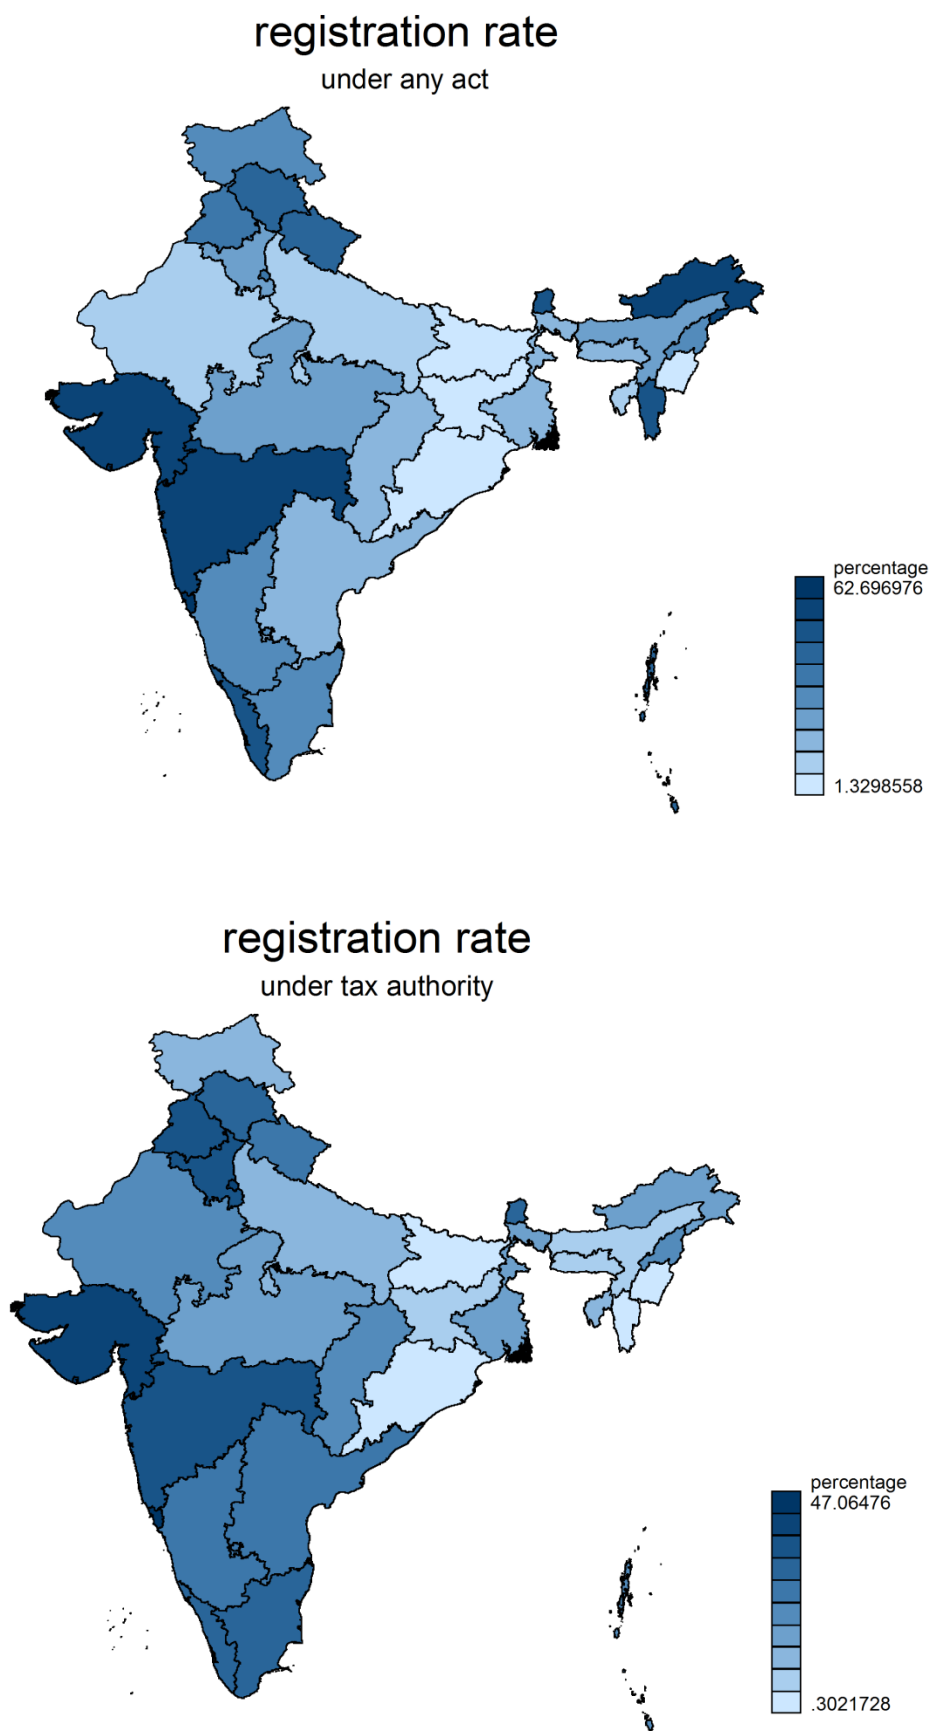 registration rate
under any act
percentage
62.696976
1.3298558
registration rate
under tax authority
percentage
47.06476
.3021728